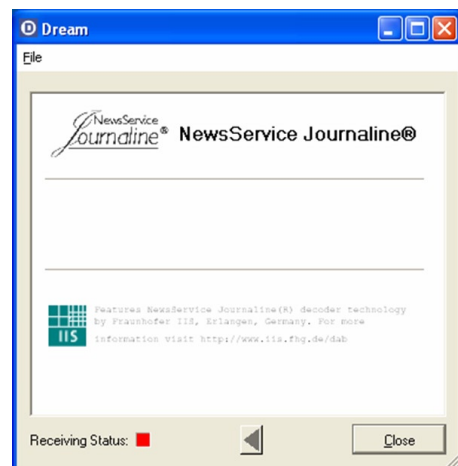 Dream
File
NewsService
Journaline® NewsService Journaline®
Features NewsService Journaline(R) decoder technology
by Fraunhofer IIS, Erlangen, Germany. For more
information visit http://www.iis.fhg.de/dab
IIS
Receiving Status:
Close